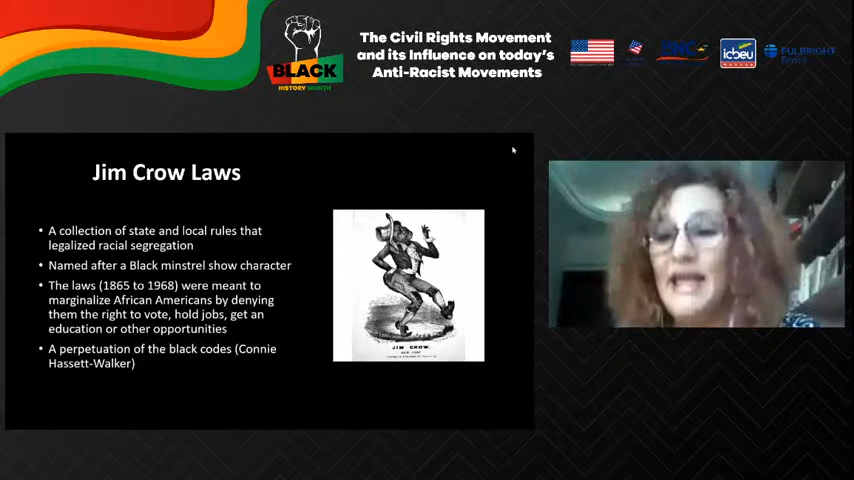 The Civil Rights Movement
and its Influence on today's
Anti-Racist Movements
BLACK
HISTORY MONTH
icbeu
FULBRIGHT
Brasil
Jim Crow Laws
• A collection of state and local rules that
legalized racial segregation
• Named after a Black minstrel show character
• The laws (1865 to 1968) were meant to
marginalize African Americans by denying
them the right to vote, hold jobs, get an
education or other opportunities
• A perpetuation of the black codes (Connie
Hassett-Walker)
JIM CROW.
NEW YORK